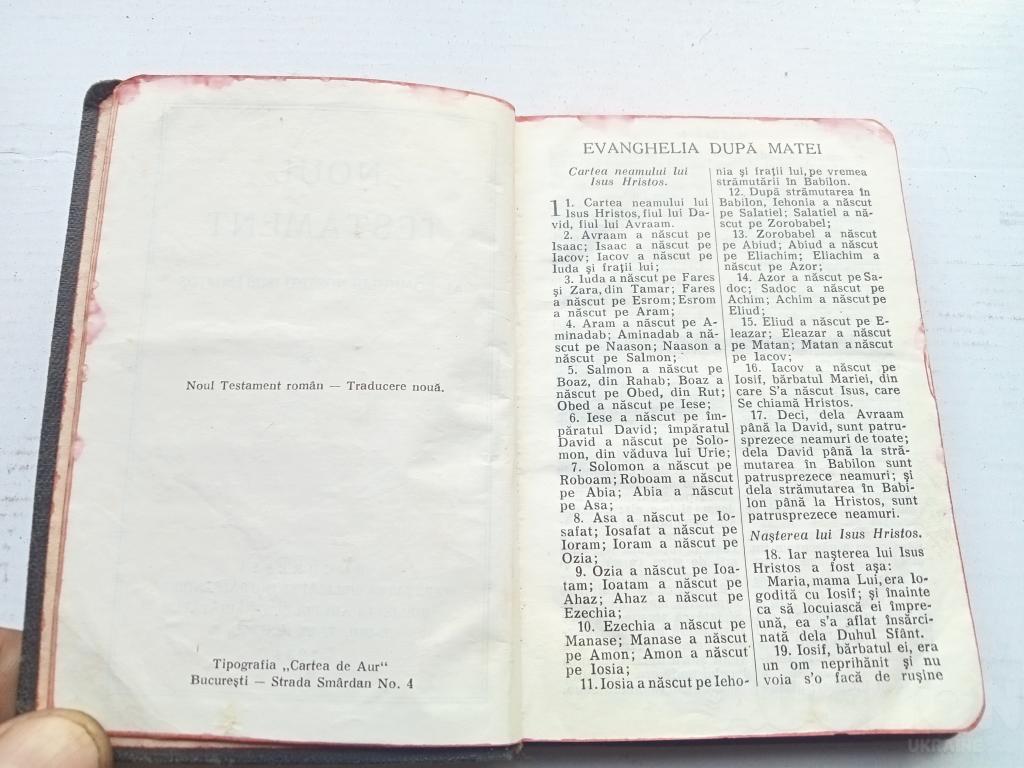 NOUL
TESTAMENT
Noul Testament român — Traducere nouă.
Tipografia „Cartea de Aur“
București — Strada Smârdan No. 4
EVANGHELIA DUPĂ MATEI
Cartea neamului lui
Isus Hristos.
1 1. Cartea neamului lui
Isus Hristos, fiul lui Da-
vid, fiul lui Avraam.
2. Avraam a născut pe
Isaac; Isaac a născut pe
Iacov; Iacov a născut pe
Iuda și frații lui;
3. Iuda a născut pe Fares
și Zara, din Tamar; Fares
a născut pe Esrom; Esrom
a născut pe Aram;
4. Aram a născut pe A-
minadab; Aminadab a nă-
scut pe Naason; Naason a
născut pe Salmon;
5. Salmon a născut pe
Boaz, din Rahab; Boaz a
născut pe Obed, din Rut;
Obed a născut pe Iese;
6. Iese a născut pe îm-
păratul David; împăratul
David a născut pe Solo-
mon, din văduva lui Urie;
7. Solomon a născut pe
Roboam; Roboam a născut
pe Abia; Abia a născut
pe Asa;
8. Asa a născut pe Io-
safat; Iosafat a născut pe
Ioram; Ioram a născut pe
Ozia;
9. Ozia a născut pe Ioa-
tam; Ioatam a născut pe
Ahaz; Ahaz a născut pe
Ezechia;
10. Ezechia a născut pe
Manase; Manase a născut
pe Amon; Amon a născut
pe Iosia;
11. Iosia a născut pe Ieho-
nia și frații lui, pe vremea
strămutării în Babilon.
12. După strămutarea în
Babilon, Iehonia a născut
pe Salatiel; Salatiel a nă-
scut pe Zorobabel;
13. Zorobabel a născut
pe Abiud; Abiud a născut
pe Eliachim; Eliachim a
născut pe Azor;
14. Azor a născut pe Sa-
doc; Sadoc a născut pe
Achim; Achim a născut pe
Eliud;
15. Eliud a născut pe E-
leazar; Eleazar a născut
pe Matan; Matan a născut
pe Iacov;
16. Iacov a născut pe
Iosif, bărbatul Mariei, din
care S'a născut Isus, care
Se chiamă Hristos.
17. Deci, dela Avraam
până la David, sunt patru-
sprezece neamuri de toate;
dela David până la stră-
mutarea în Babilon sunt
patrusprezece neamuri; și
dela strămutarea în Babi-
lon până la Hristos, sunt
patrusprezece neamuri.
Nașterea lui Isus Hristos.
18. Iar nașterea lui Isus
Hristos a fost așa:
Maria, mama Lui, era lo-
godită cu Iosif; și înainte
ca să locuiască ei împre-
ună, ea s'a aflat însărci-
nată dela Duhul Sfânt.
19. Iosif, bărbatul ei, era
un om neprihănit și nu
voia s'o facă de rușine
UKRAINE